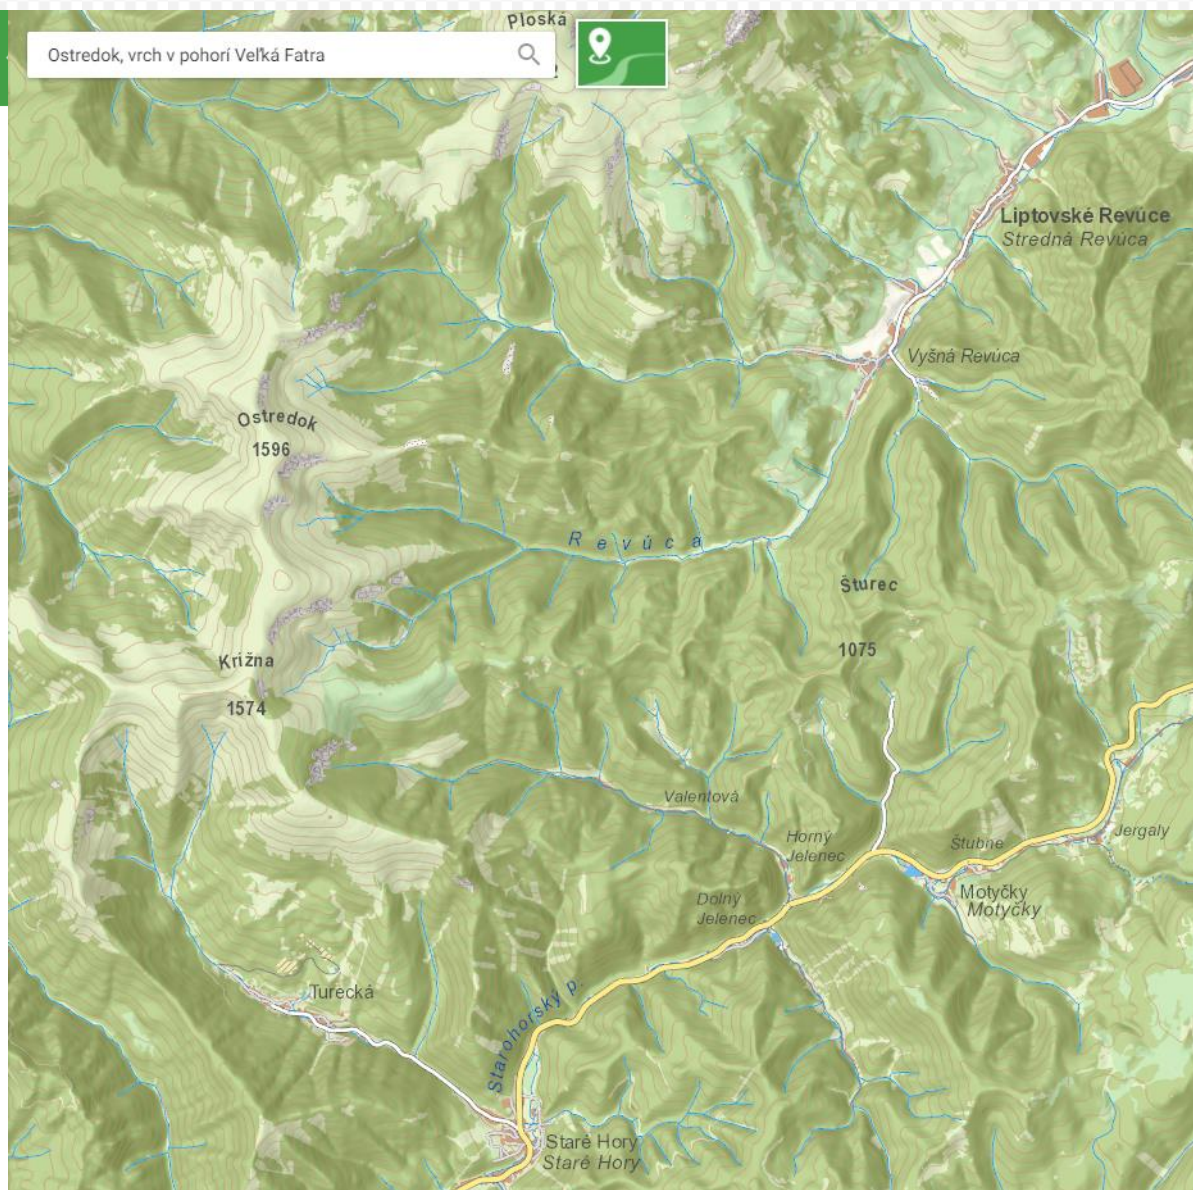 Ploská
Ostredok, vrch v pohorí Veľká Fatra
Liptovské Revúce
Stredná Revúca
Vyšná Revúca
Ostredok
1596
Revúca
Šturec
1075
Krížna
1574
Valentová
Horný
Jelenec
Štubne
Jergaly
Dolný
Jelenec
Motyčky
Motyčky
Turecká
Starohorský p.
Staré Hory
Staré Hory